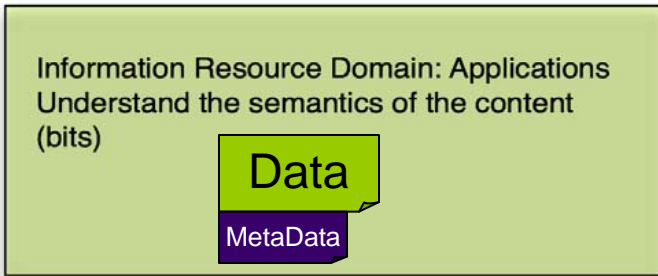 Information Resource Domain: Applications
Understand the semantics of the content
(bits)
Data
MetaData